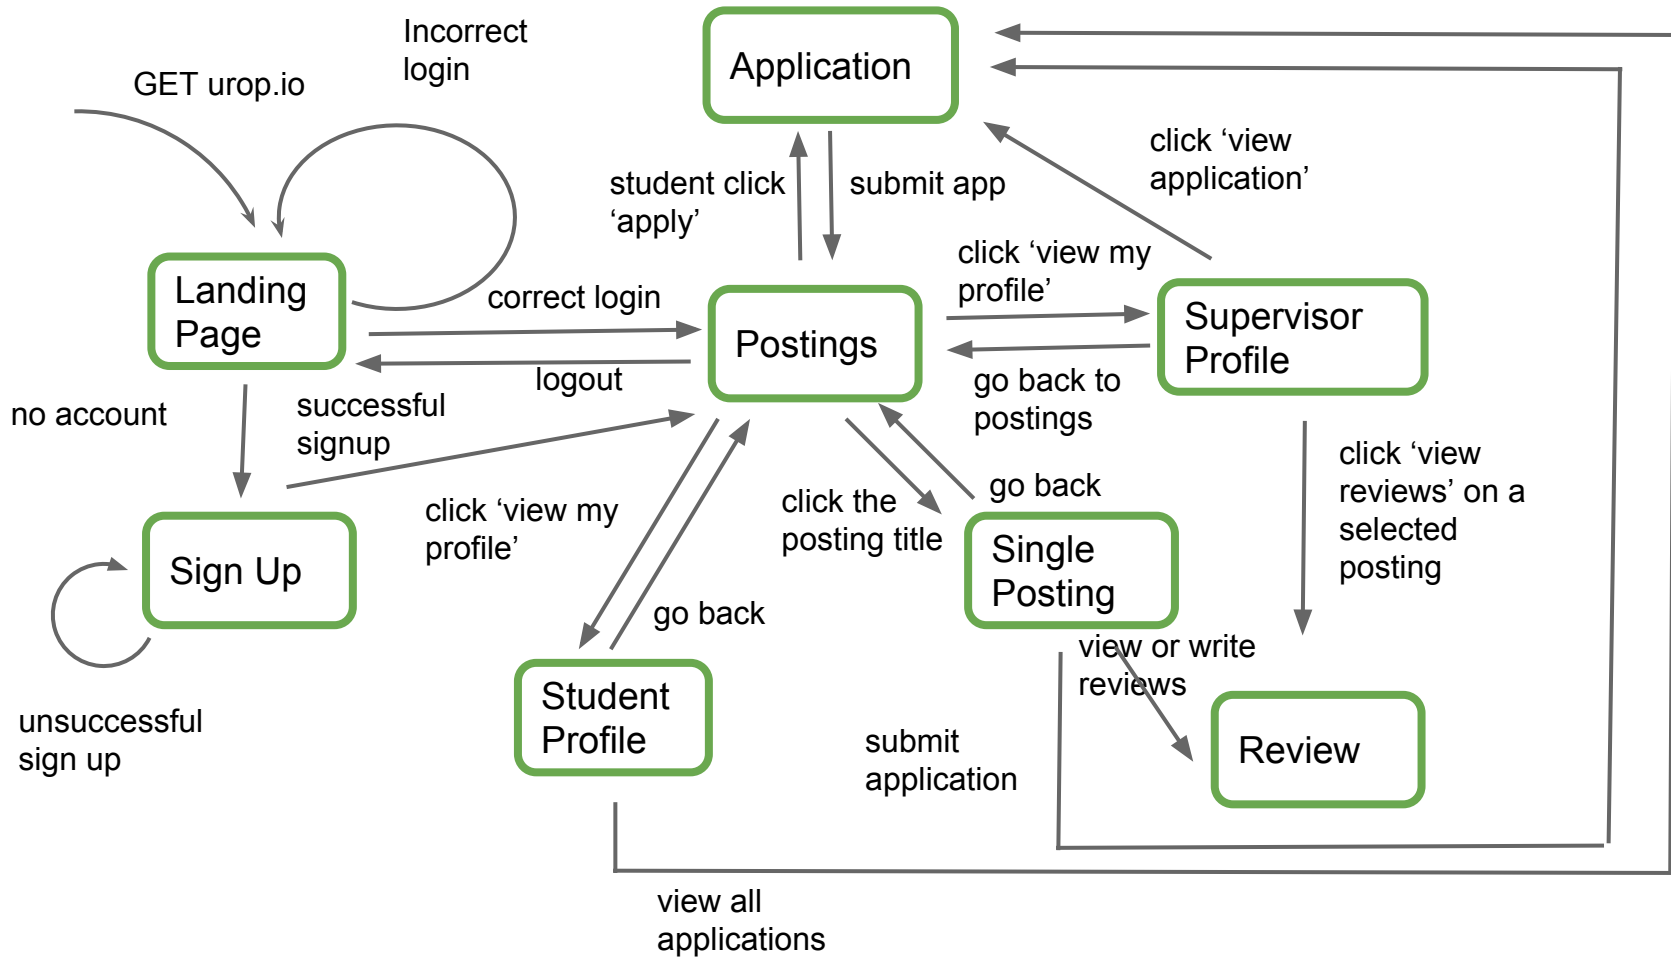 Incorrect
login
GET urop.io
Application
click ‘view
application’
student click
‘apply’
submit app
click ‘view my
profile’
Landing
Page
correct login
Postings
Supervisor
Profile
logout
go back to
postings
no account
successful
signup
click ‘view
reviews’ on a
selected
posting
click ‘view my
profile’
click the
posting title
go back
Sign Up
Single
Posting
go back
view or write
reviews
Student
Profile
unsuccessful
sign up
submit
application
Review
view all
applications